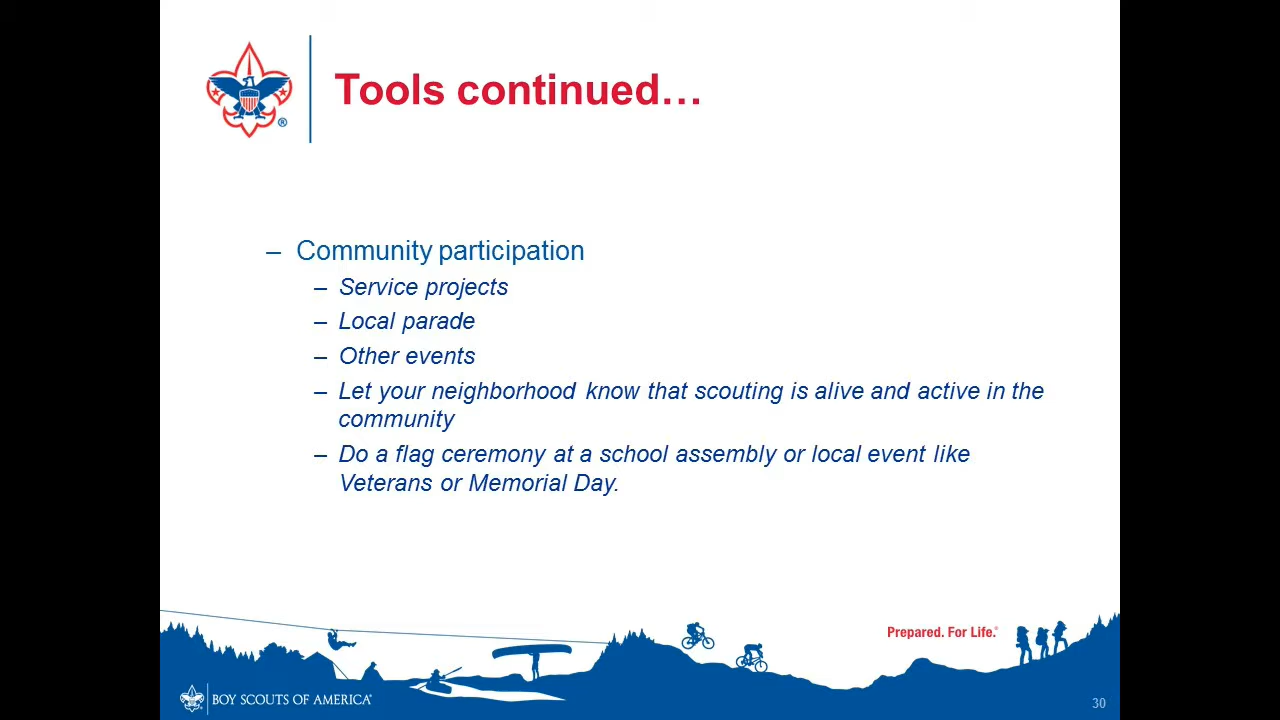 Tools continued…
®
– Community participation
– Service projects
– Local parade
– Other events
– Let your neighborhood know that scouting is alive and active in the
community
– Do a flag ceremony at a school assembly or local event like
Veterans or Memorial Day.
Prepared. For Life.®
BOY SCOUTS OF AMERICA®
30